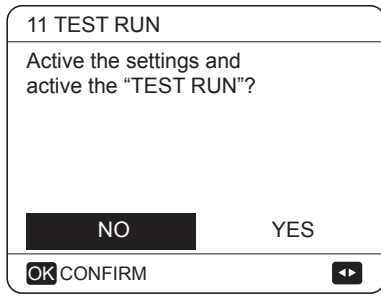 11 TEST RUN
Active the settings and
active the “TEST RUN”?
NO YES
OK CONFIRM